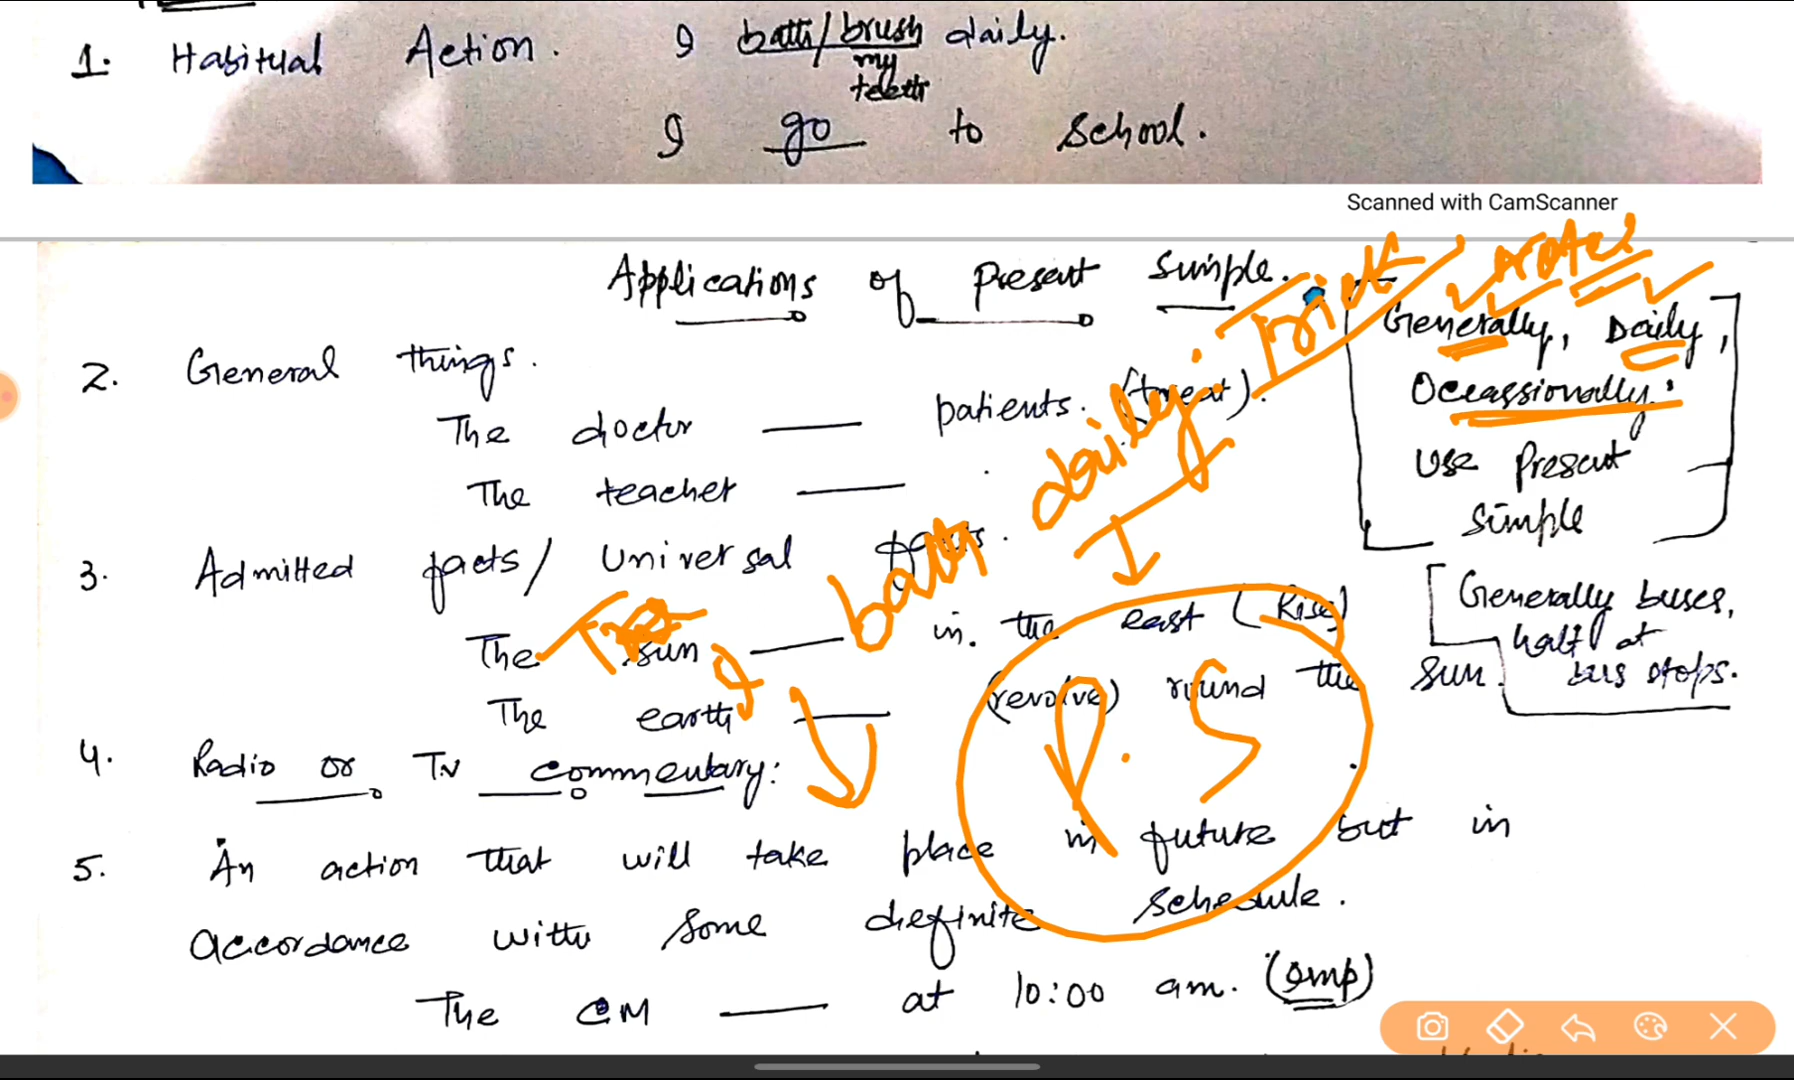 1. Habitual Action. I bath/brush daily.
my
teeth
I go to School.
Scanned with CamScanner
Applications of Present Simple.
Trick
Notes
Generally, Daily,
Occassionally:
Use Present
Simple
2. General things.
The doctor ___ patients. (treat).
The teacher ___ .
3. Admitted facts/ Universal facts.
The sun ___ in the east (Rise)
The earth ___ (revolve) round the sun.
Generally buses,
halt at
bus stops.
I bath daily.
P.S
4. Radio or TV Commentary:
5. An action that will take place in future but in
accordance with some definite schedule.
The CM ___ at 10:00 am.